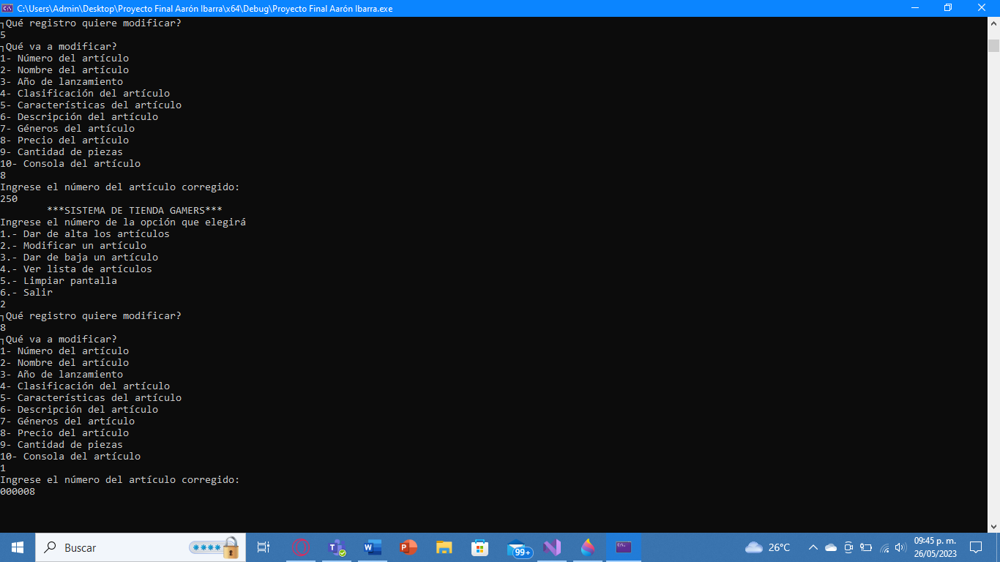 C:\Users\Admin\Desktop\Proyecto Final Aarón Ibarra\x64\Debug\Proyecto Final Aarón Ibarra.exe
┐Qué registro quiere modificar?
5
┐Qué va a modificar?
1- Número del artículo
2- Nombre del artículo
3- Año de lanzamiento
4- Clasificación del artículo
5- Características del artículo
6- Descripción del artículo
7- Géneros del artículo
8- Precio del artículo
9- Cantidad de piezas
10- Consola del artículo
8
Ingrese el número del artículo corregido:
250
***SISTEMA DE TIENDA GAMERS***
Ingrese el número de la opción que elegirá
1.- Dar de alta los artículos
2.- Modificar un artículo
3.- Dar de baja un artículo
4.- Ver lista de artículos
5.- Limpiar pantalla
6.- Salir
2
┐Qué registro quiere modificar?
8
┐Qué va a modificar?
1- Número del artículo
2- Nombre del artículo
3- Año de lanzamiento
4- Clasificación del artículo
5- Características del artículo
6- Descripción del artículo
7- Géneros del artículo
8- Precio del artículo
9- Cantidad de piezas
10- Consola del artículo
1
Ingrese el número del artículo corregido:
000008
Buscar
99+
26°C
09:45 p. m.
26/05/2023